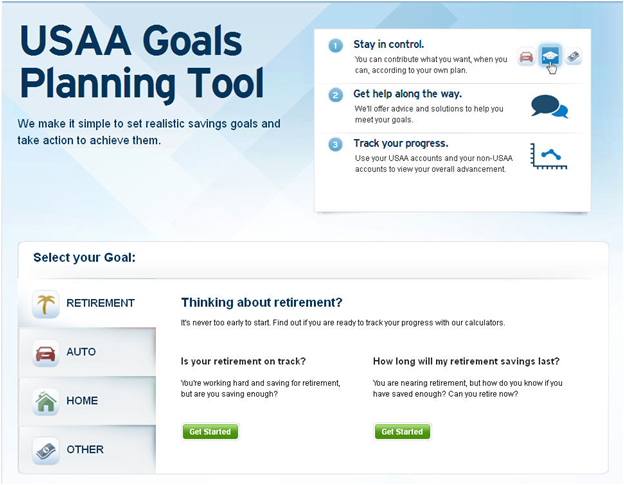 USAA Goals
Planning Tool
We make it simple to set realistic savings goals and
take action to achieve them.
1 Stay in control.
You can contribute what you want, when you
can, according to your own plan.
2 Get help along the way.
We'll offer advice and solutions to help you
meet your goals.
3 Track your progress.
Use your USAA accounts and your non-USAA
accounts to view your overall advancement.
Select your Goal:
RETIREMENT
AUTO
HOME
OTHER
Thinking about retirement?
It's never too early to start. Find out if you are ready to track your progress with our calculators.
Is your retirement on track?
You're working hard and saving for retirement,
but are you saving enough?
Get Started
How long will my retirement savings last?
You are nearing retirement, but how do you know if you
have saved enough? Can you retire now?
Get Started